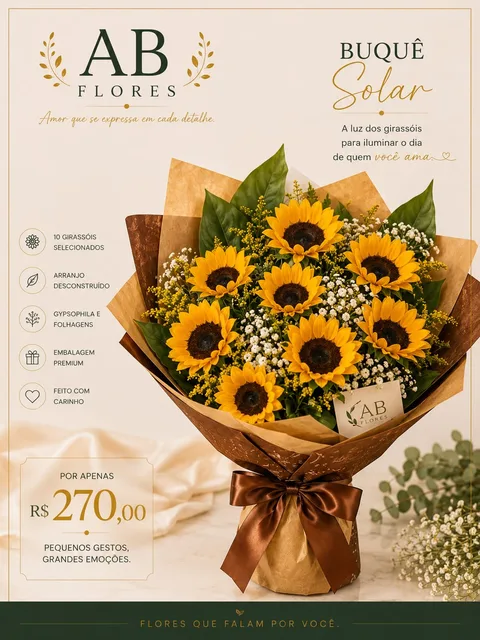 AB
FLORES
Amor que se expressa em cada detalhe.
BUQUÊ
Solar
A luz dos girassóis
para iluminar o dia
de quem você ama
10 GIRASSÓIS
SELECIONADOS
ARRANJO
DESCONSTRUÍDO
GYPSOPHILA E
FOLHAGENS
EMBALAGEM
PREMIUM
FEITO COM
CARINHO
AB
FLORES
POR APENAS
R$ 270,00
PEQUENOS GESTOS,
GRANDES EMOÇÕES.
FLORES QUE FALAM POR VOCÊ.